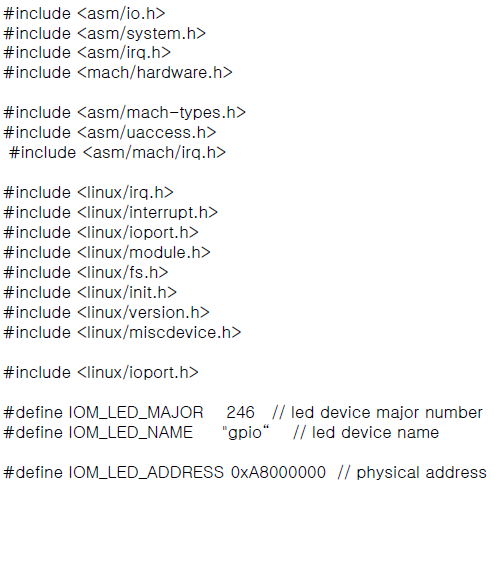 #include <asm/io.h>
#include <asm/system.h>
#include <asm/irq.h>
#include <mach/hardware.h>
#include <asm/mach-types.h>
#include <asm/uaccess.h>
#include <asm/mach/irq.h>
#include <linux/irq.h>
#include <linux/interrupt.h>
#include <linux/ioport.h>
#include <linux/module.h>
#include <linux/fs.h>
#include <linux/init.h>
#include <linux/version.h>
#include <linux/miscdevice.h>
#include <linux/ioport.h>
#define IOM_LED_MAJOR 246 // led device major number
#define IOM_LED_NAME "gpio“ // led device name
#define IOM_LED_ADDRESS 0xA8000000 // physical address